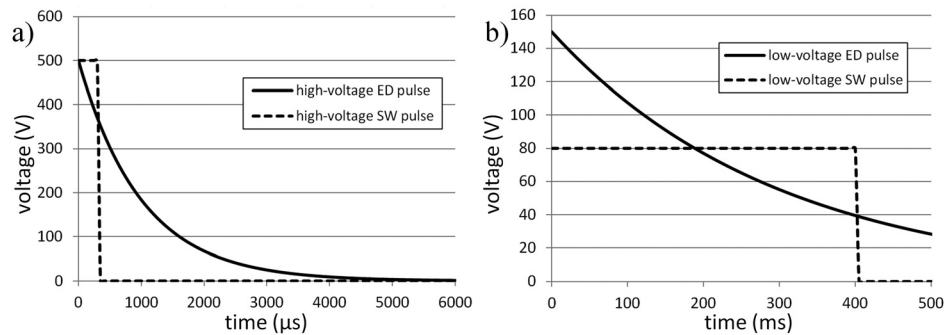 a)
600
500
400
300
200
100
0
voltage (V)
high-voltage ED pulse
high-voltage SW pulse
0 1000 2000 3000 4000 5000 6000
time (μs)
b)
160
140
120
100
80
60
40
20
0
voltage (V)
low-voltage ED pulse
low-voltage SW pulse
0 100 200 300 400 500
time (ms)